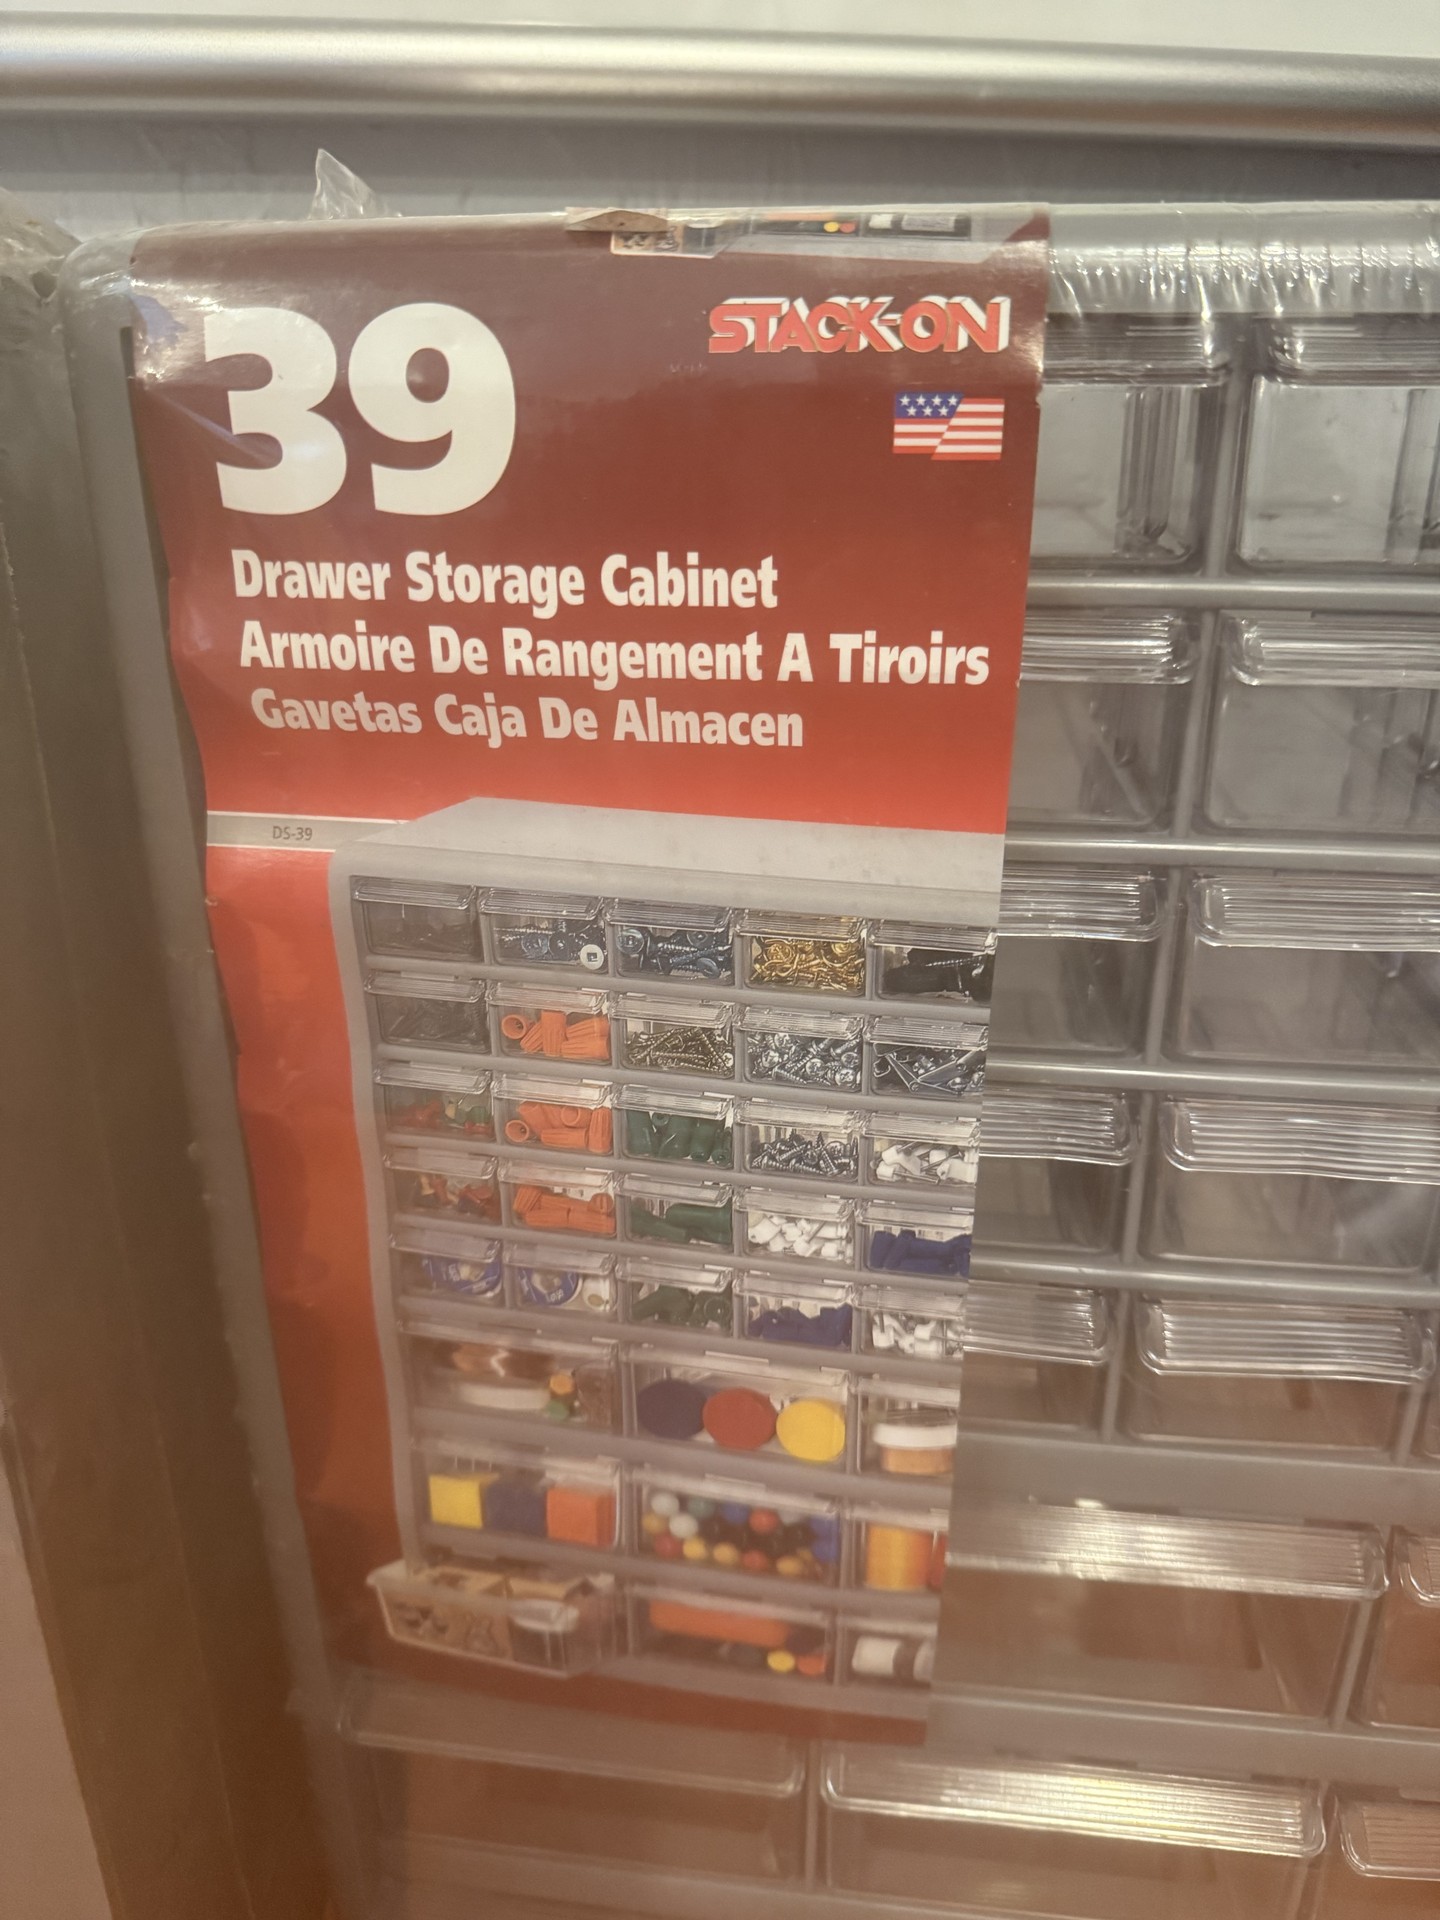 39
STACK-ON
Drawer Storage Cabinet
Armoire De Rangement A Tiroirs
Gavetas Caja De Almacen
DS-39